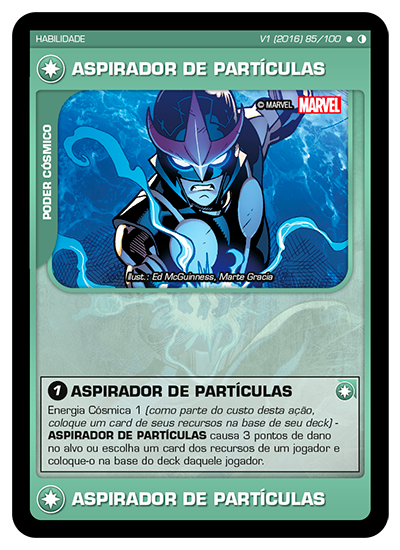 HABILIDADE
V1 (2016) 85/100
ASPIRADOR DE PARTÍCULAS
PODER CÓSMICO
© MARVEL MARVEL
Ilust.: Ed McGuinness, Marte Gracia
1 ASPIRADOR DE PARTÍCULAS
Energia Cósmica 1 (como parte do custo desta ação,
coloque um card de seus recursos na base de seu deck) -
ASPIRADOR DE PARTÍCULAS causa 3 pontos de dano
no alvo ou escolha um card dos recursos de um jogador e
coloque-o na base do deck daquele jogador.
ASPIRADOR DE PARTÍCULAS